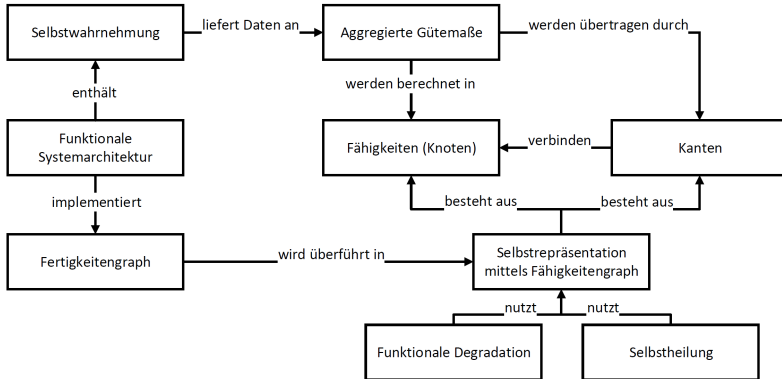 Selbstwahrnehmung
liefert Daten an
Aggregierte Gütemaße
werden übertragen durch
enthält
werden berechnet in
Funktionale
Systemarchitektur
Fähigkeiten (Knoten)
verbinden
Kanten
implementiert
besteht aus
besteht aus
Fertigkeitengraph
wird überführt in
Selbstrepräsentation
mittels Fähigkeitengraph
nutzt
nutzt
Funktionale Degradation
Selbstheilung